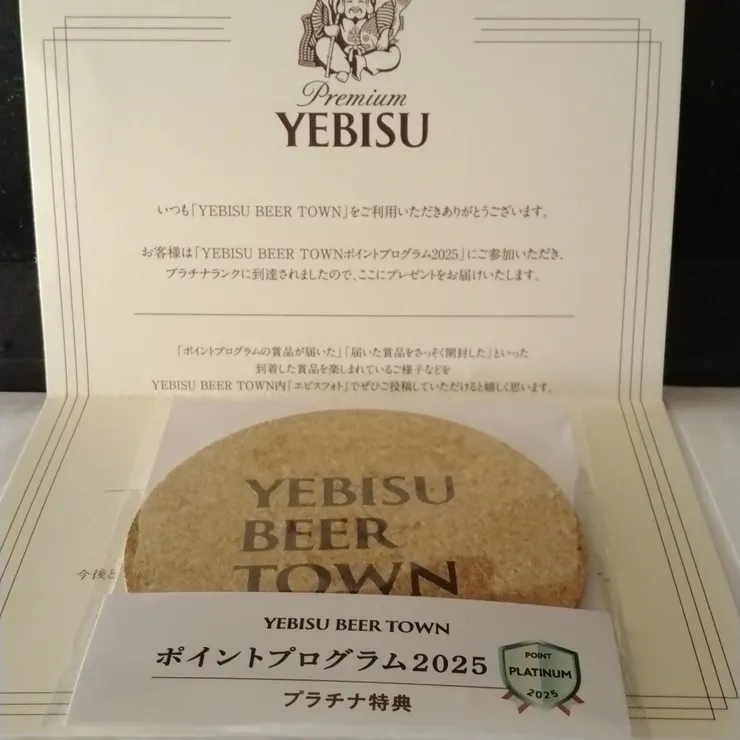 Premium
YEBISU
いつも「YEBISU BEER TOWN」をご利用いただきありがとうございます。
お客様は「YEBISU BEER TOWNポイントプログラム2025」にご参加いただき、
プラチナランクに到達されましたので、ここにプレゼントをお届けいたします。
「ポイントプログラムの賞品が届いた」「届いた賞品をさっそく開封した」といった
到着した賞品を楽しまれているご様子などを
YEBISU BEER TOWN内「ヱビスフォト」でぜひご投稿していただけると嬉しく思います。
YEBISU
BEER
TOWN
今後と
YEBISU BEER TOWN
ポイントプログラム2025
プラチナ特典
POINT
PLATINUM
2025